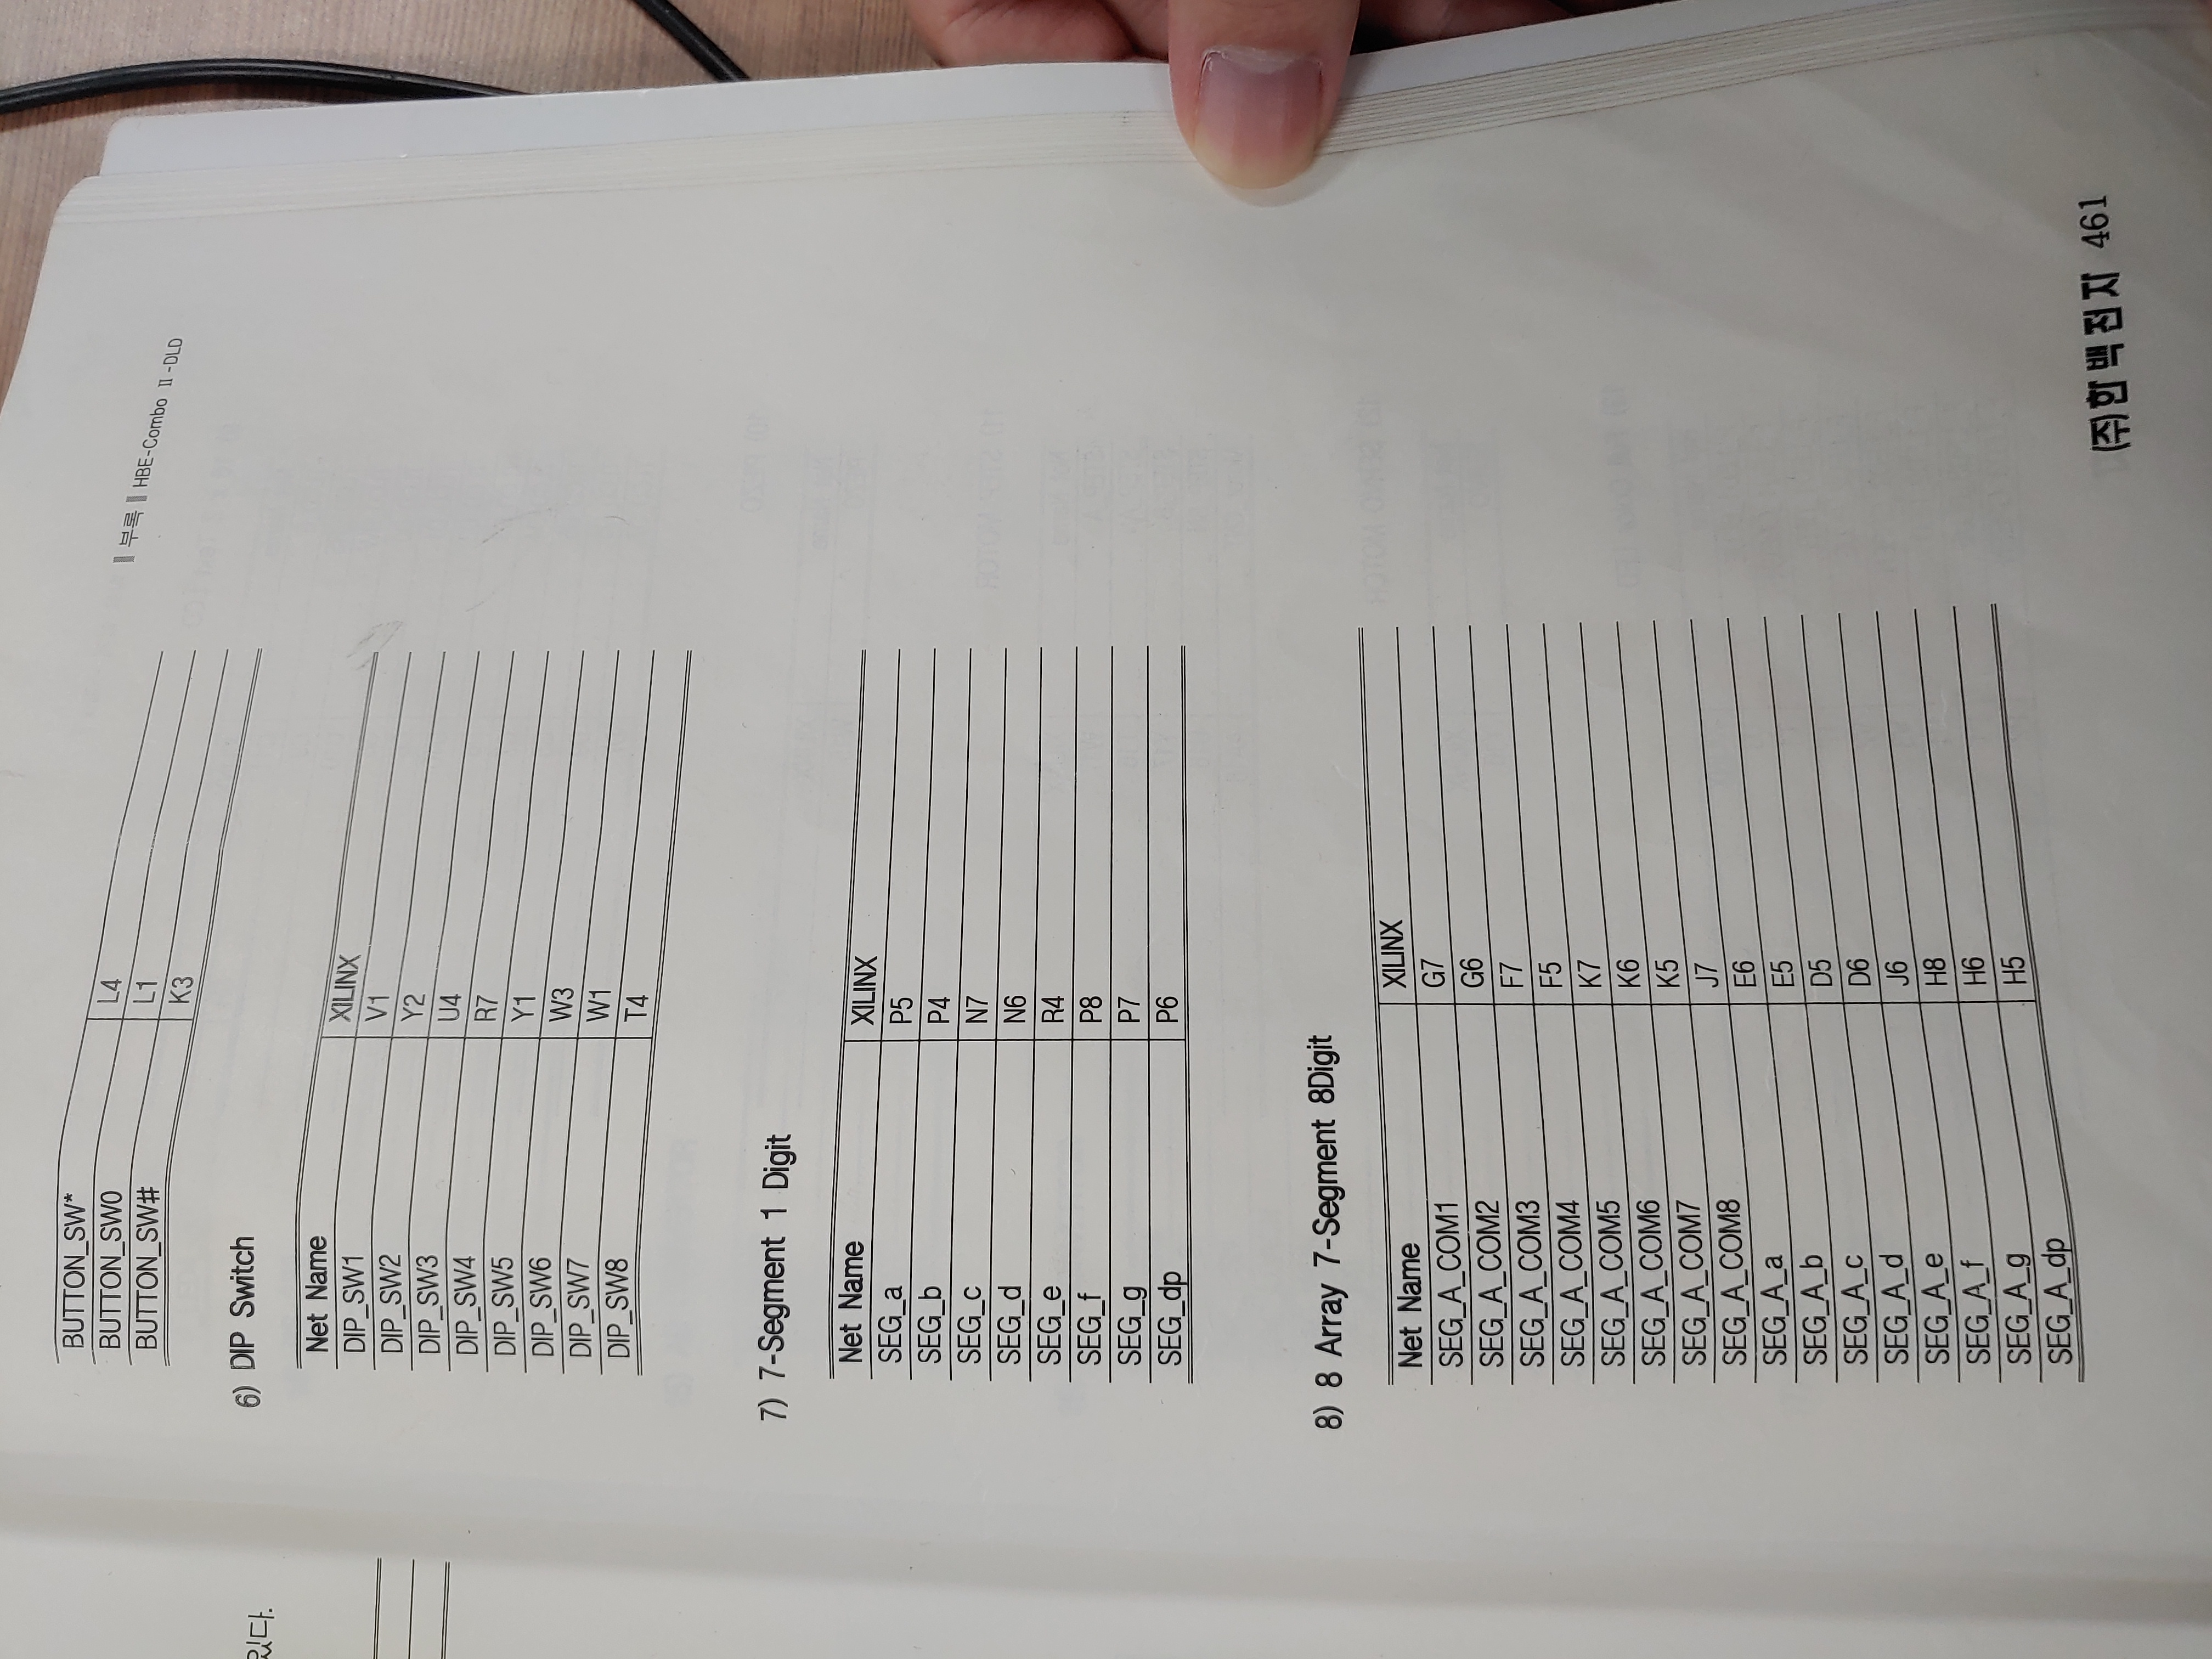 있다.
‖ 부록 ‖ HBE-Combo Ⅱ-DLD
BUTTON_SW* L4
BUTTON_SW0 L1
BUTTON_SW# K3
6) DIP Switch
Net Name XILINX
DIP_SW1 V1
DIP_SW2 Y2
DIP_SW3 U4
DIP_SW4 R7
DIP_SW5 Y1
DIP_SW6 W3
DIP_SW7 W1
DIP_SW8 T4
7) 7-Segment 1 Digit
Net Name XILINX
SEG_a P5
SEG_b P4
SEG_c N7
SEG_d N6
SEG_e R4
SEG_f P8
SEG_g P7
SEG_dp P6
8) 8 Array 7-Segment 8Digit
Net Name XILINX
SEG_A_COM1 G7
SEG_A_COM2 G6
SEG_A_COM3 F7
SEG_A_COM4 F5
SEG_A_COM5 K7
SEG_A_COM6 K6
SEG_A_COM7 K5
SEG_A_COM8 J7
SEG_A_a E6
SEG_A_b E5
SEG_A_c D5
SEG_A_d D6
SEG_A_e J6
SEG_A_f H8
SEG_A_g H6
SEG_A_dp H5
(주)한백전자 461